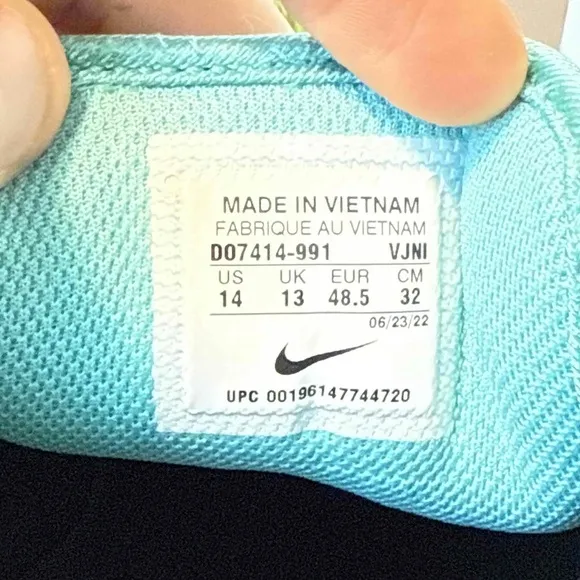 MADE IN VIETNAM
FABRIQUE AU VIETNAM
DO7414-991 VJNI
US UK EUR CM
14 13 48.5 32
06/23/22
UPC 00196147744720